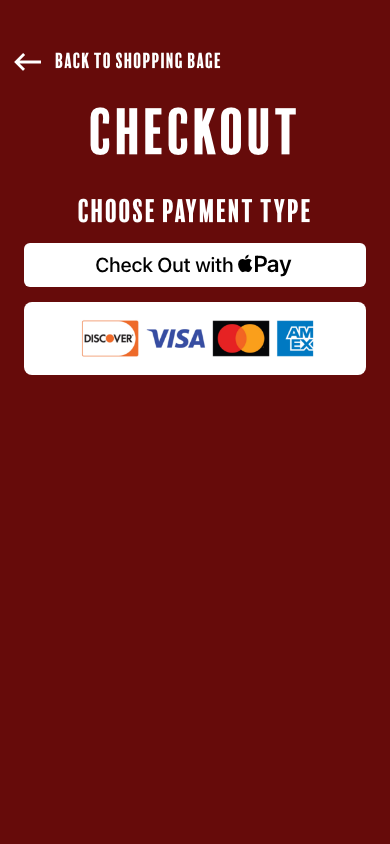 BACK TO SHOPPING BAGE
CHECKOUT
CHOOSE PAYMENT TYPE
Check Out with Pay
DISCOVER VISA AM
EX